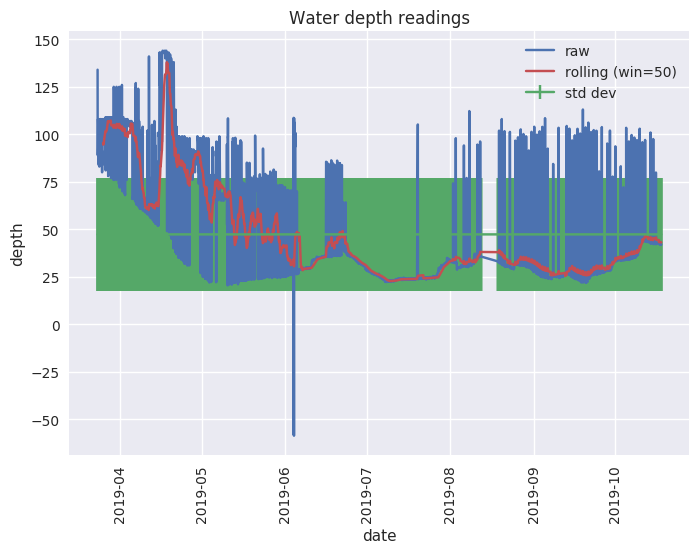 Water depth readings
raw
rolling (win=50)
std dev
depth
150
125
100
75
50
25
0
−25
−50
2019-04
2019-05
2019-06
2019-07
2019-08
2019-09
2019-10
date